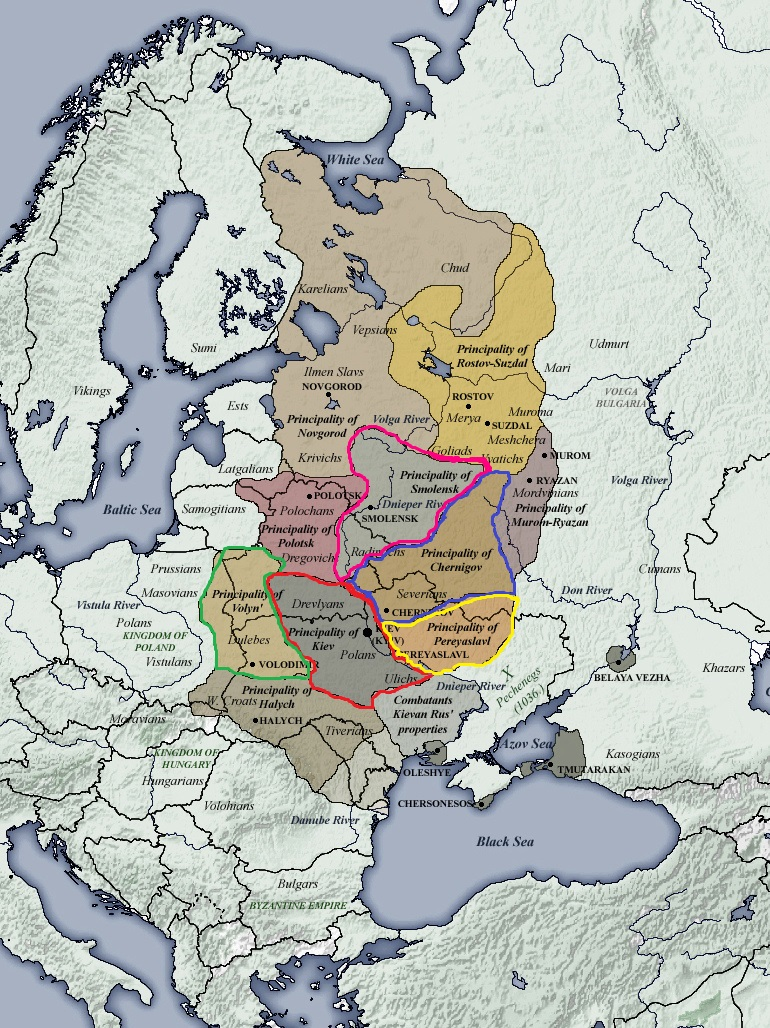 White Sea
Chud
Karelians
Vepsians
Sumi
Principality of
Rostov-Suzdal
Udmurt
Mari
Ilmen Slavs
NOVGOROD
Vikings
VOLGA
BULGARIA
ROSTOV
Ests
Merya
Muroma
Principality of
Novgorod
Volga River
SUZDAL
Meshchera
Goliads
Krivichs
MUROM
Latgalians
Principality of
Smolensk
RYAZAN
Volga River
POLOTSK
Mordvinians
Baltic Sea
Samogitians
Polochans
Dnieper
Principality of
Murom-Ryazan
SMOLENSK
Principality of
Polotsk
Dregovich
Principality of
Chernigov
Prussians
Cumans
Masovians
Principality of
Volyn'
Severians
Don River
Vistula River
Drevlyans
Polans
Principality of
Kiev
Principality of
Pereyaslavl
KINGDOM OF
POLAND
Dulebes
Polans
Vistulans
Khazars
Ulichs
BELAYA VEZHA
X
Pechenegs
(1036.)
Principality of
Halych
W. Croats
Dnieper River
Combatants
Kievan Rus'
properties
Moravians
HALYCH
Tiverians
Azov Sea
KINGDOM OF
HUNGARY
Kasogians
Hungarians
OLESHYE
TMUTARAKAN
Volohians
CHERSONESOS
Danube River
Black Sea
Bulgars
BYZANTINE EMPIRE